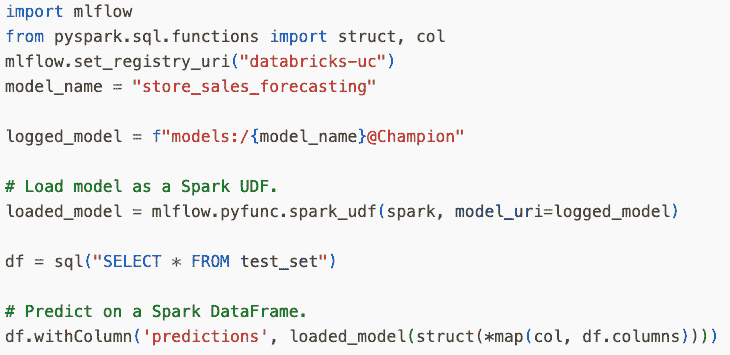 import mlflow
from pyspark.sql.functions import struct, col
mlflow.set_registry_uri("databricks-uc")
model_name = "store_sales_forecasting"
logged_model = f"models:/{model_name}@Champion"
# Load model as a Spark UDF.
loaded_model = mlflow.pyfunc.spark_udf(spark, model_uri=logged_model)
df = sql("SELECT * FROM test_set")
# Predict on a Spark DataFrame.
df.withColumn('predictions', loaded_model(struct(*map(col, df.columns))))